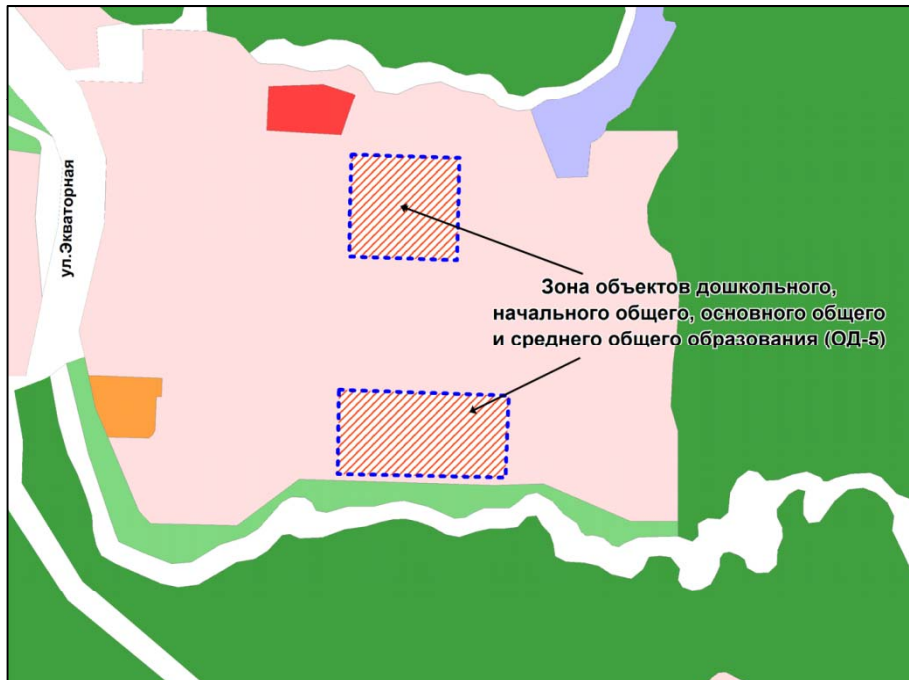 ул.Экваторная
Зона объектов дошкольного,
начального общего, основного общего
и среднего общего образования (ОД-5)